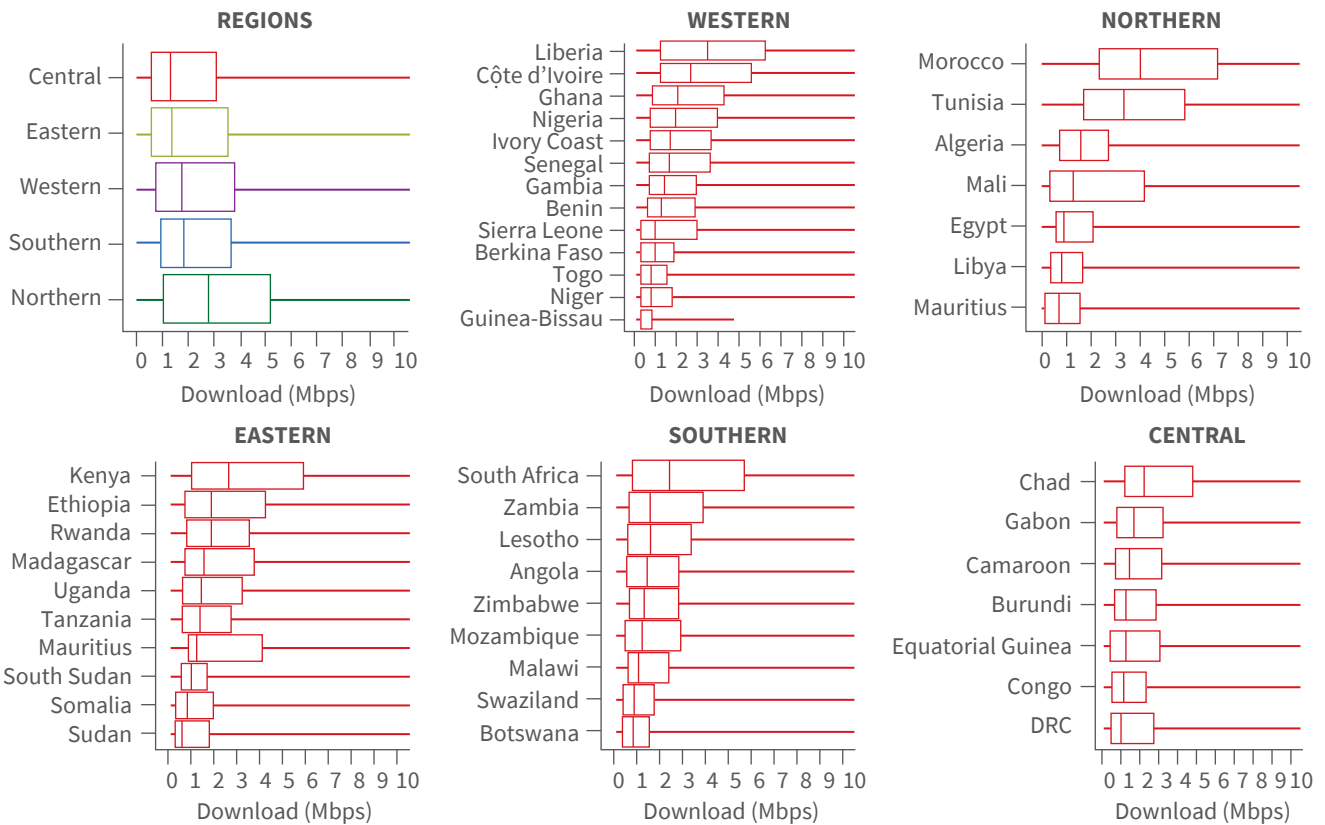 REGIONS
Central
Eastern
Western
Southern
Northern
0 1 2 3 4 5 6 7 8 9 10
Download (Mbps)
WESTERN
Liberia
Côte d’Ivoire
Ghana
Nigeria
Ivory Coast
Senegal
Gambia
Benin
Sierra Leone
Berkina Faso
Togo
Niger
Guinea-Bissau
0 1 2 3 4 5 6 7 8 9 10
Download (Mbps)
NORTHERN
Morocco
Tunisia
Algeria
Mali
Egypt
Libya
Mauritius
0 1 2 3 4 5 6 7 8 9 10
Download (Mbps)
EASTERN
Kenya
Ethiopia
Rwanda
Madagascar
Uganda
Tanzania
Mauritius
South Sudan
Somalia
Sudan
0 1 2 3 4 5 6 7 8 9 10
Download (Mbps)
SOUTHERN
South Africa
Zambia
Lesotho
Angola
Zimbabwe
Mozambique
Malawi
Swaziland
Botswana
0 1 2 3 4 5 6 7 8 9 10
Download (Mbps)
CENTRAL
Chad
Gabon
Camaroon
Burundi
Equatorial Guinea
Congo
DRC
0 1 2 3 4 5 6 7 8 9 10
Download (Mbps)